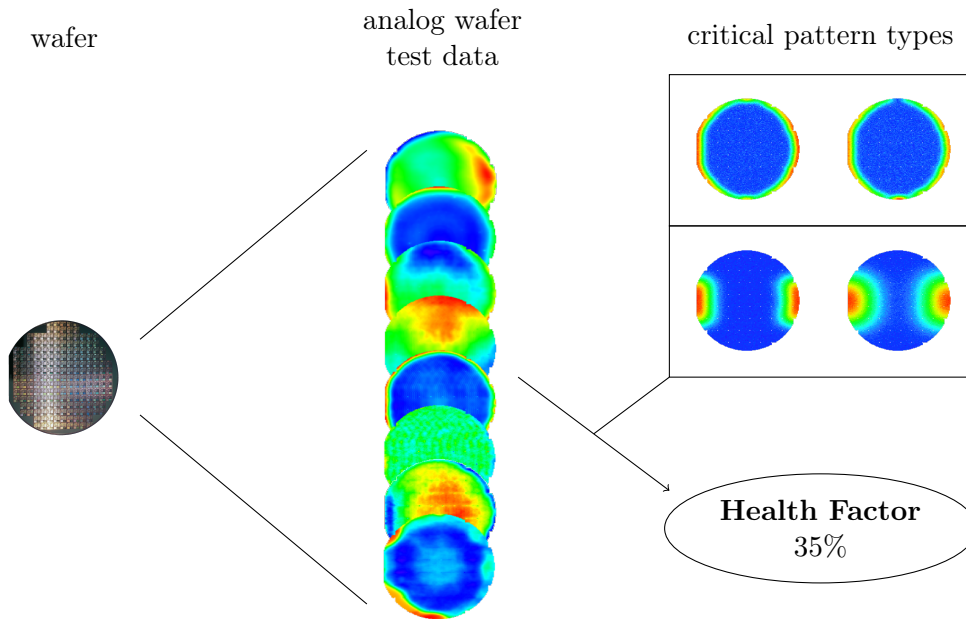 wafer
analog wafer
test data
critical pattern types
Health Factor
35%